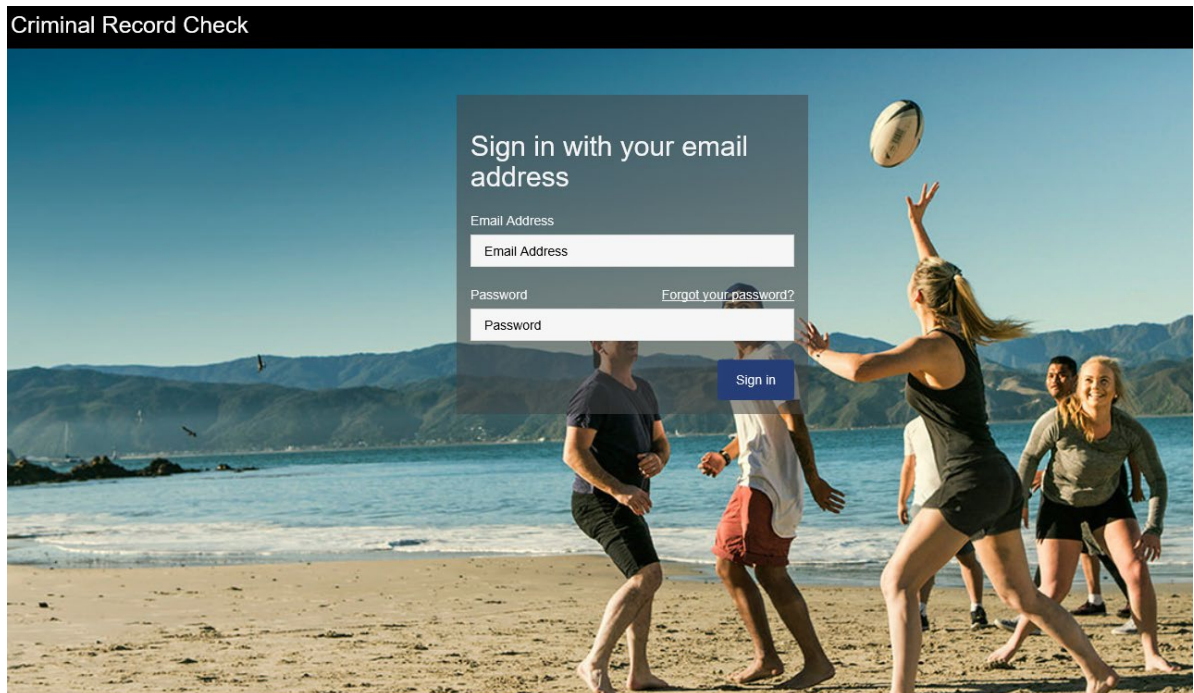 Criminal Record Check
Sign in with your email
address
Email Address
Email Address
Password
Forgot your password?
Password
Sign in